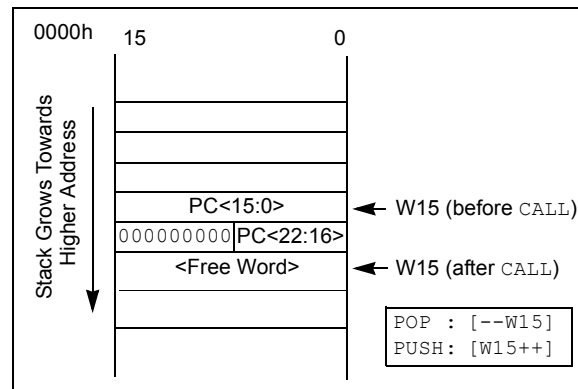 0000h
15 0
Stack Grows Towards
Higher Address
PC<15:0>
W15 (before CALL)
000000000 PC<22:16>
<Free Word>
W15 (after CALL)
POP : [--W15]
PUSH: [W15++]